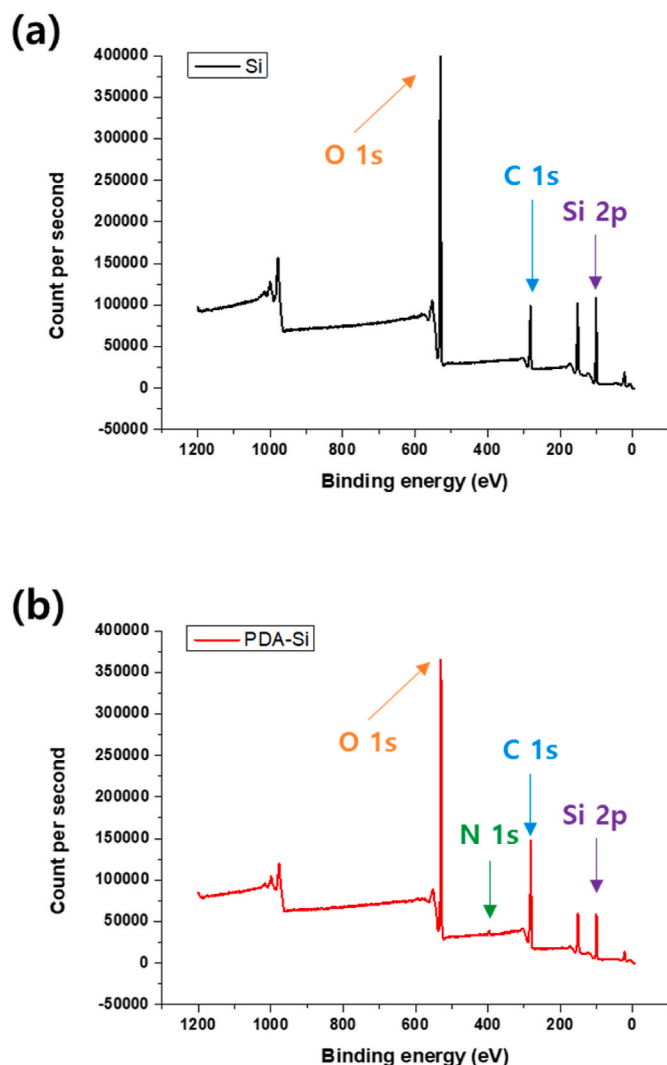 (a)
Si
400000
350000
300000
250000
200000
150000
100000
50000
0
-50000
Count per second
O 1s
C 1s
Si 2p
1200 1000 800 600 400 200 0
Binding energy (eV)
(b)
PDA-Si
400000
350000
300000
250000
200000
150000
100000
50000
0
-50000
Count per second
O 1s
C 1s
N 1s
Si 2p
1200 1000 800 600 400 200 0
Binding energy (eV)